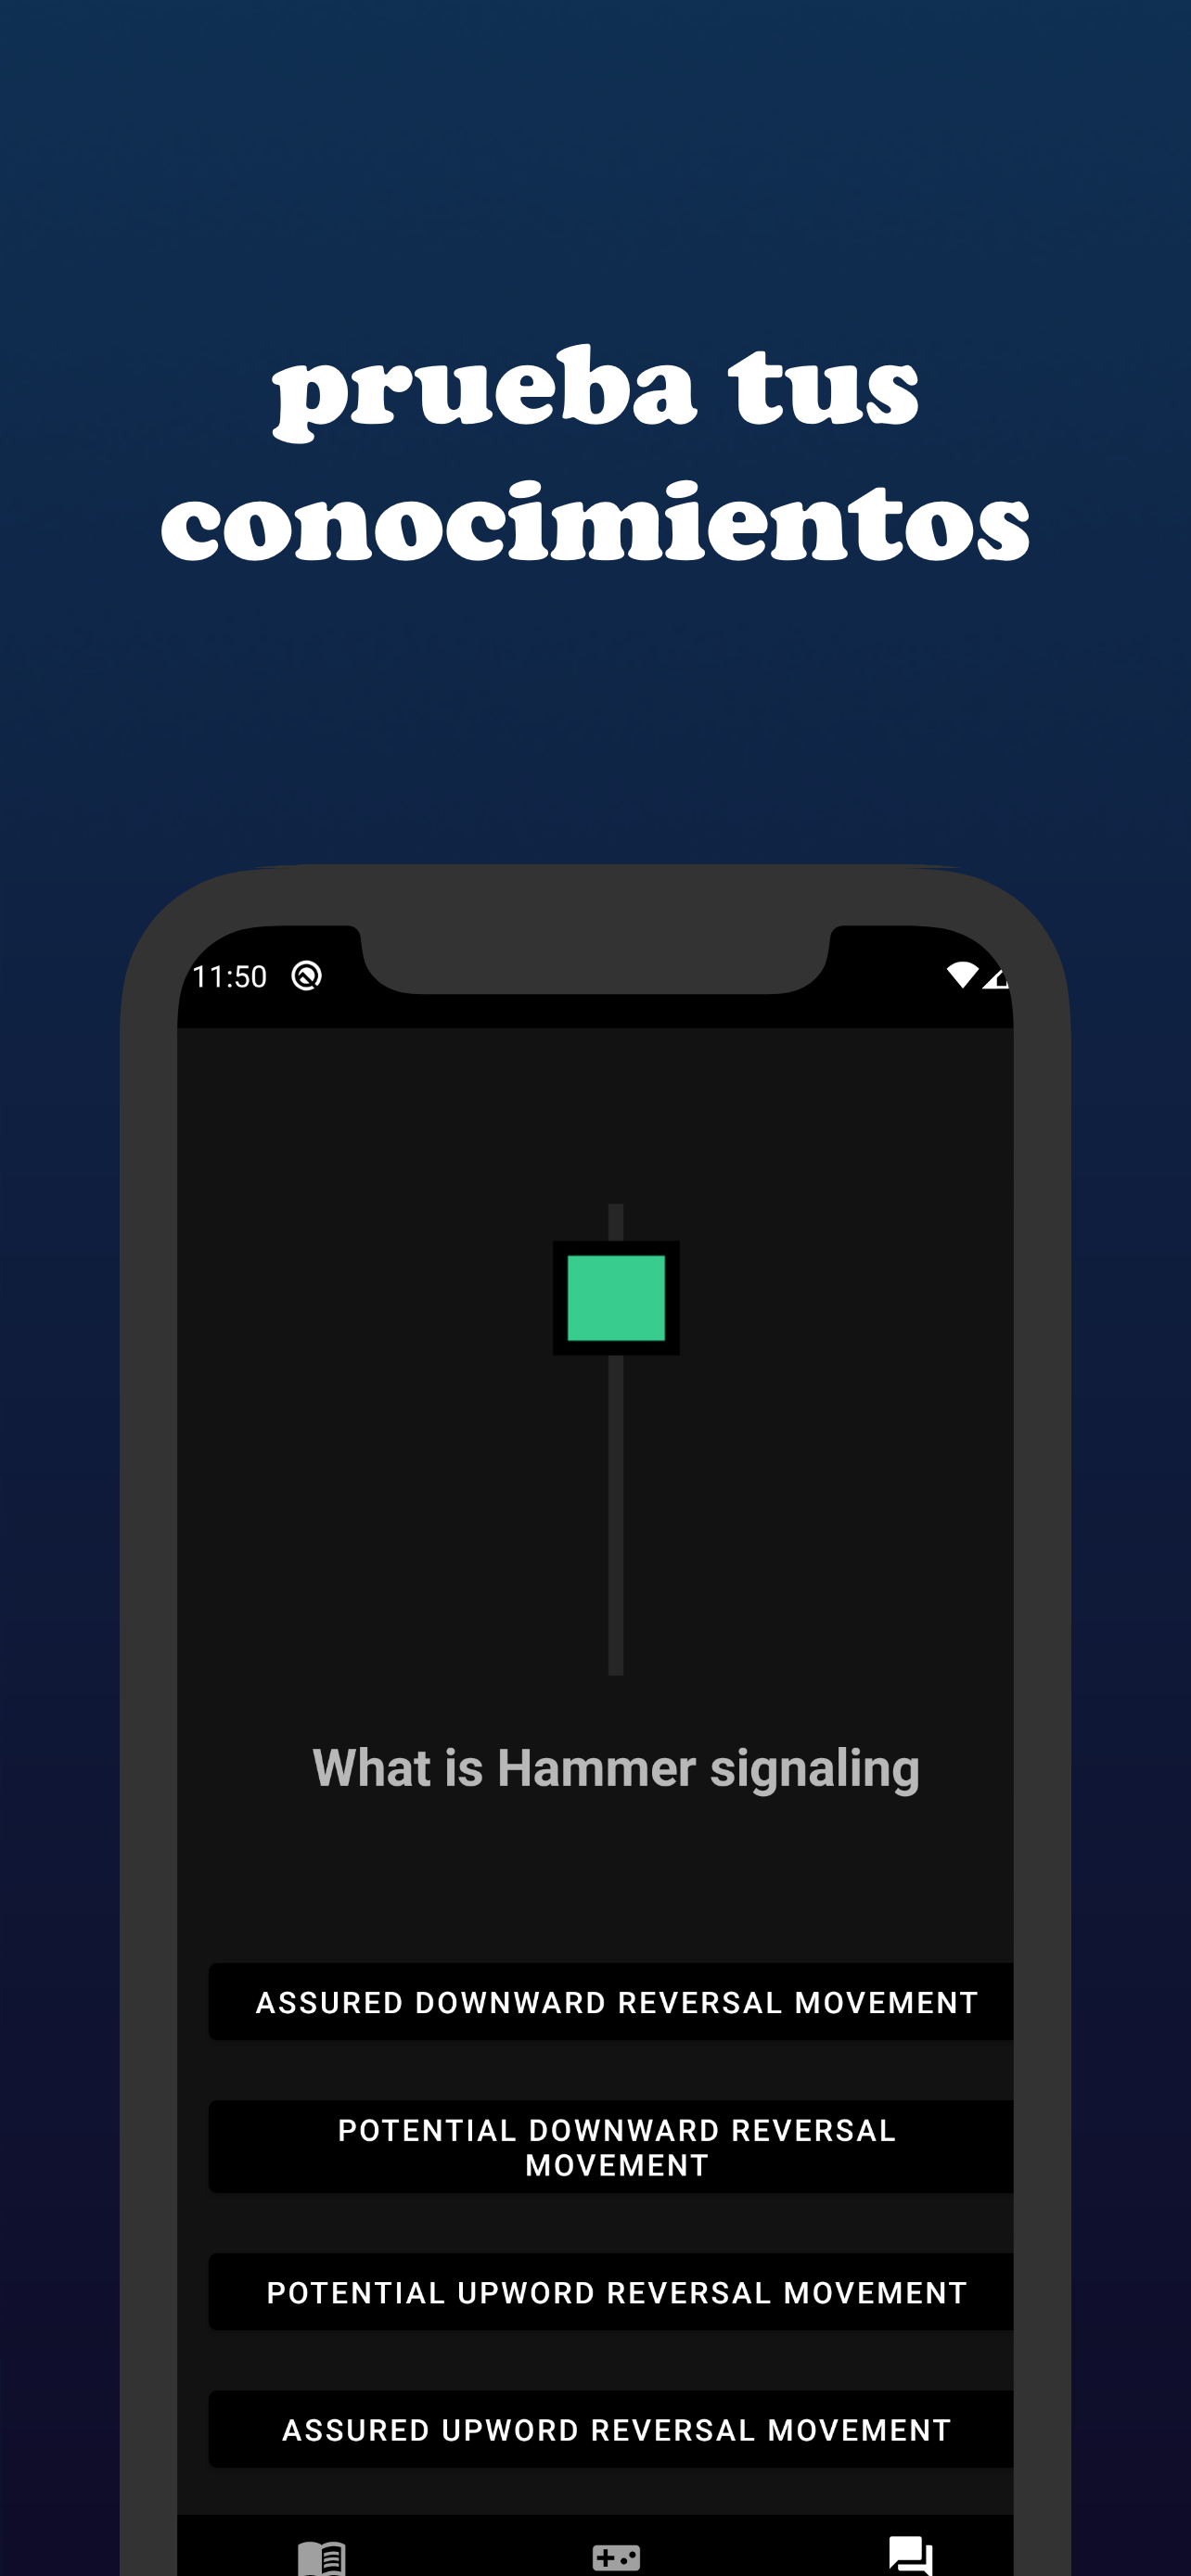 prueba tus
conocimientos
11:50
What is Hammer signaling
ASSURED DOWNWARD REVERSAL MOVEMENT
POTENTIAL DOWNWARD REVERSAL
MOVEMENT
POTENTIAL UPWORD REVERSAL MOVEMENT
ASSURED UPWORD REVERSAL MOVEMENT